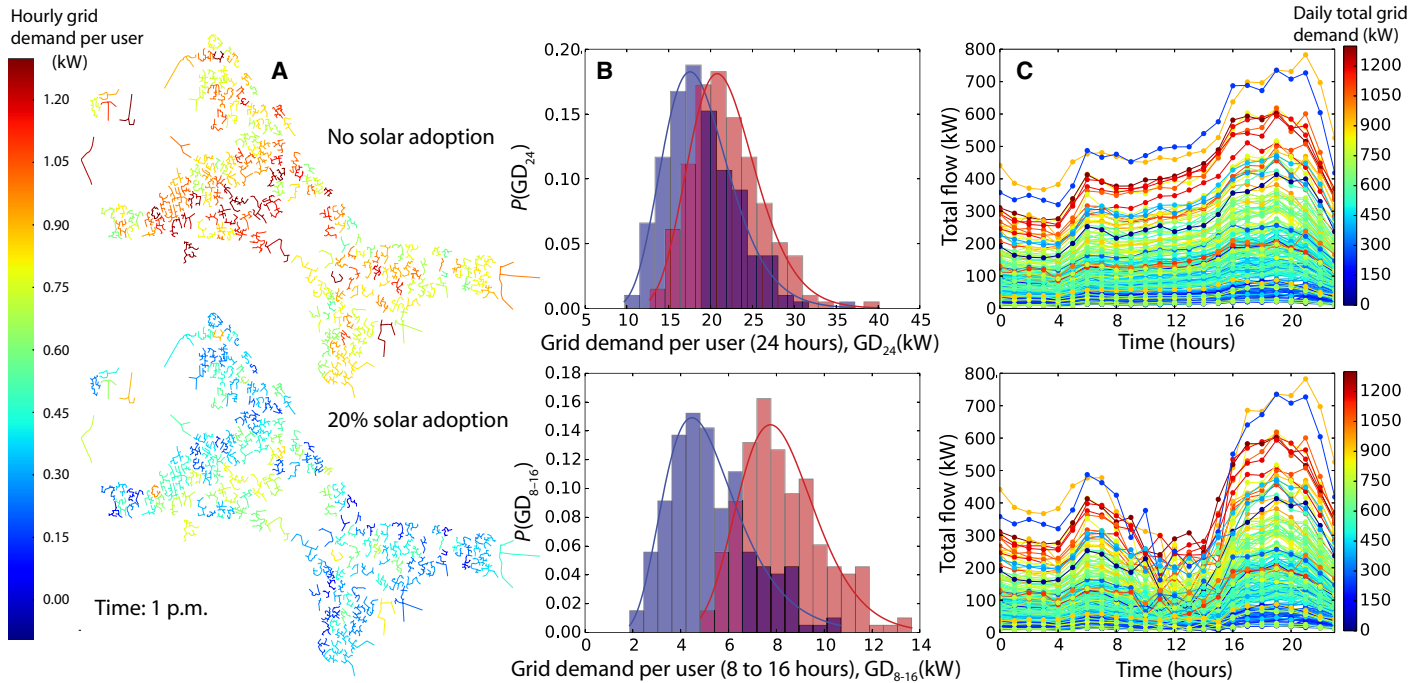 Hourly grid
demand per user
(kW)
1.20
1.05
0.90
0.75
0.60
0.45
0.30
0.15
0.00
A
No solar adoption
20% solar adoption
Time: 1 p.m.
B
P(GD24)
0.20
0.15
0.10
0.05
0.00
5 10 15 20 25 30 35 40 45
Grid demand per user (24 hours), GD24(kW)
P(GD8–16)
0.18
0.16
0.14
0.12
0.10
0.08
0.06
0.04
0.02
0.00
0 2 4 6 8 10 12 14
Grid demand per user (8 to 16 hours), GD8-16(kW)
C
Daily total grid
demand (kW)
Total flow (kW)
800
700
600
500
400
300
200
100
0
0 4 8 12 16 20
Time (hours)
1200
1050
900
750
600
450
300
150
0
Total flow (kW)
800
700
600
500
400
300
200
100
0
0 4 8 12 16 20
Time (hours)
1200
1050
900
750
600
450
300
150
0